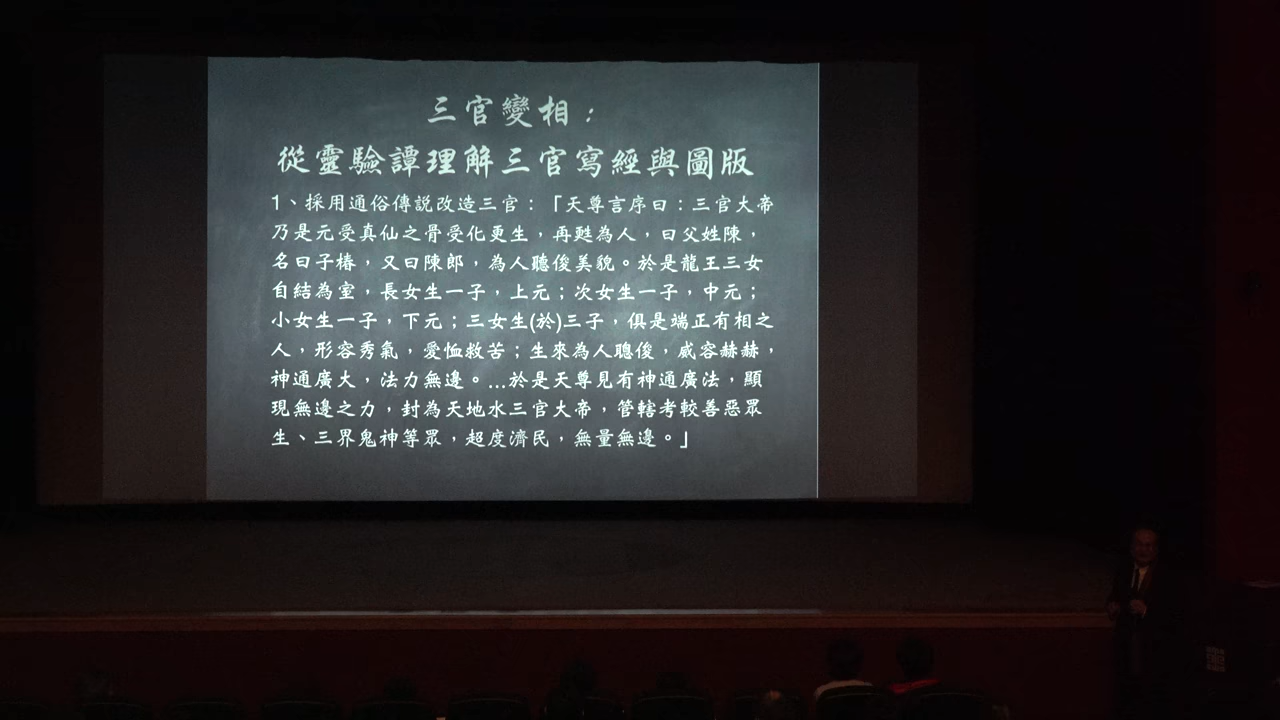 三官變相：
從靈驗譚理解三官寫經與圖版
1、採用通俗傳說改造三官：「天尊言序曰：三官大帝
乃是元受真仙之骨受化更生，再甦為人，曰父姓陳，
名曰子椿，又曰陳郎，為人聽俊美貌。於是龍王三女
自結為室，長女生一子，上元；次女生一子，中元；
小女生一子，下元；三女生(於)三子，俱是端正有相之
人，形容秀氣，愛恤救苦；生來為人聰俊，威容赫赫，
神通廣大，法力無邊。…於是天尊見有神通廣法，顯
現無邊之力，封為天地水三官大帝，管轄考較善惡眾
生、三界鬼神等眾，超度濟民，無量無邊。」